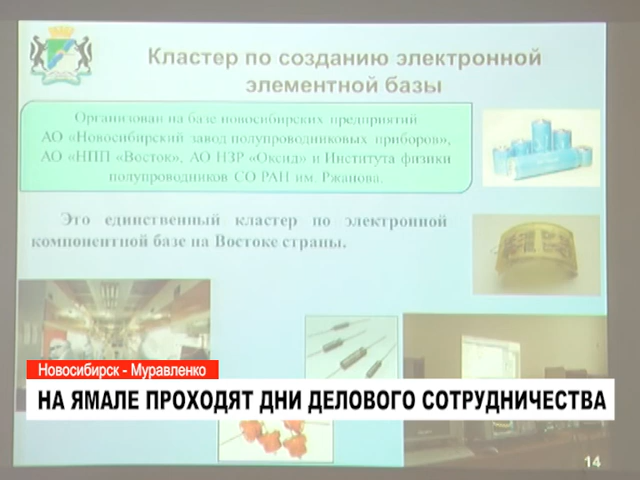 Кластер по созданию электронной
элементной базы
Организован на базе новосибирских предприятий
АО «Новосибирский завод полупроводниковых приборов»,
АО «НПП «Восток», АО НЗР «Оксид» и Института физики
полупроводников СО РАН им. Ржанова.
Это единственный кластер по электронной
компонентной базе на Востоке страны.
Новосибирск - Муравленко
НА ЯМАЛЕ ПРОХОДЯТ ДНИ ДЕЛОВОГО СОТРУДНИЧЕСТВА
14